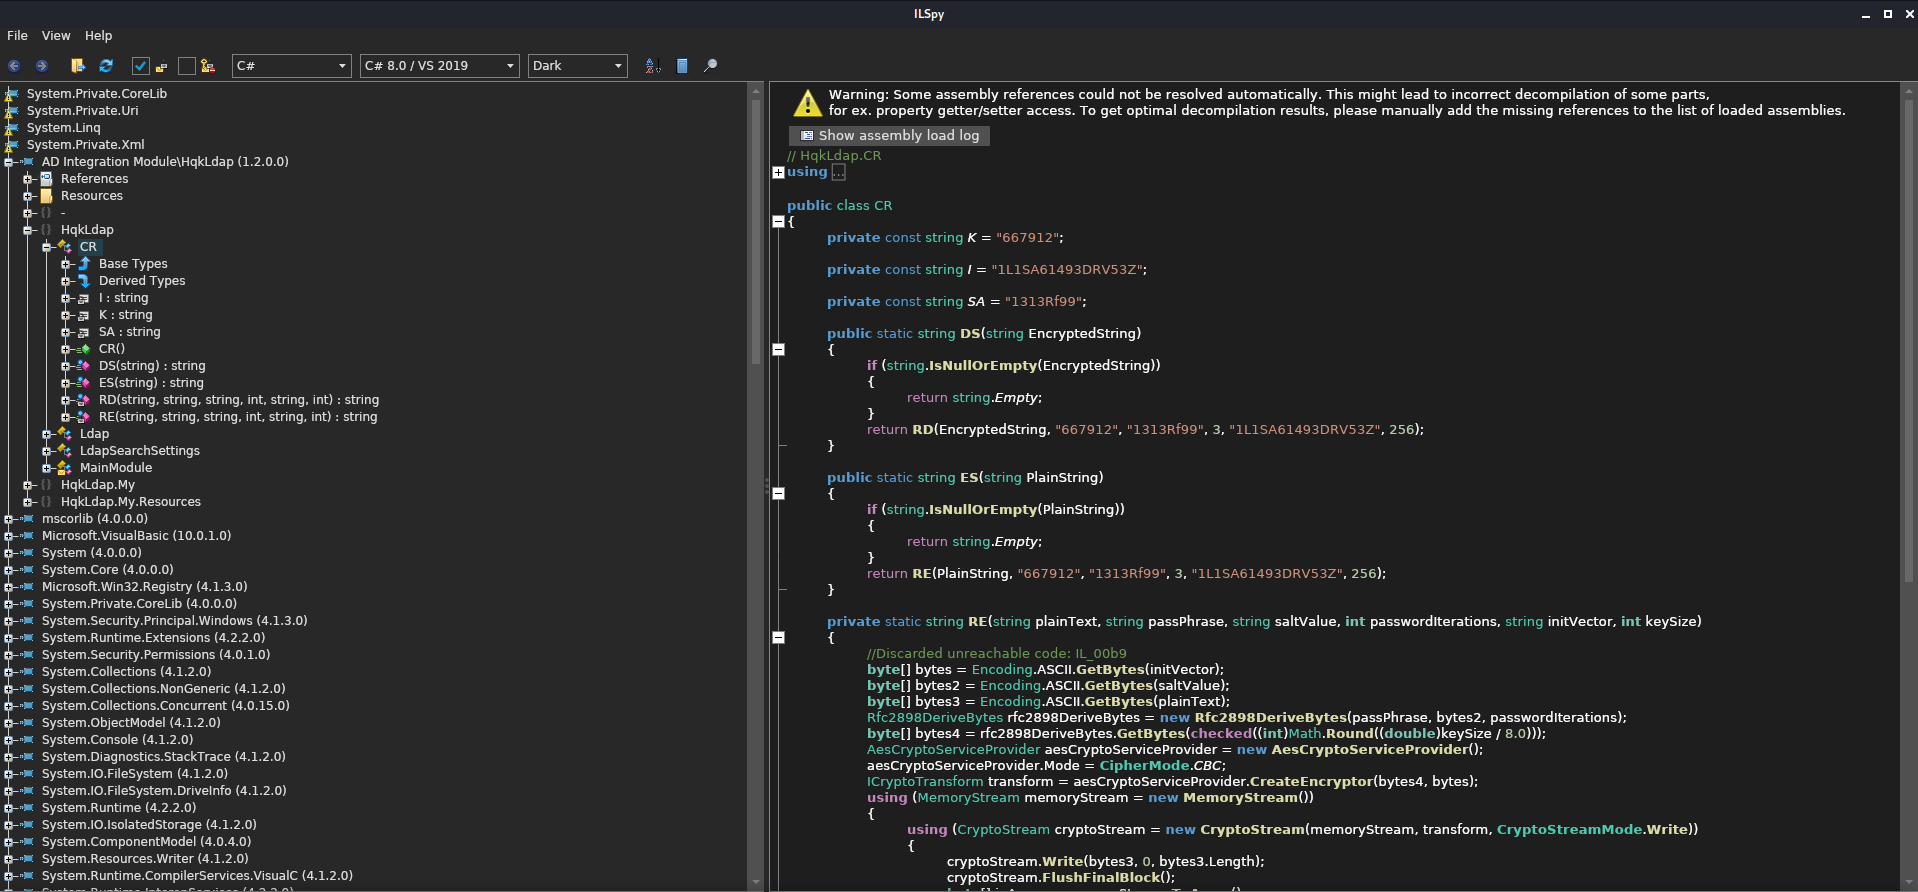 ILSpy
File View Help
C# C# 8.0 / VS 2019 Dark
System.Private.CoreLib
System.Private.Uri
System.Linq
System.Private.Xml
AD Integration Module\HqkLdap (1.2.0.0)
References
Resources
-
HqkLdap
CR
Base Types
Derived Types
I : string
K : string
SA : string
CR()
DS(string) : string
ES(string) : string
RD(string, string, string, int, string, int) : string
RE(string, string, string, int, string, int) : string
Ldap
LdapSearchSettings
MainModule
HqkLdap.My
HqkLdap.My.Resources
mscorlib (4.0.0.0)
Microsoft.VisualBasic (10.0.1.0)
System (4.0.0.0)
System.Core (4.0.0.0)
Microsoft.Win32.Registry (4.1.3.0)
System.Private.CoreLib (4.0.0.0)
System.Security.Principal.Windows (4.1.3.0)
System.Runtime.Extensions (4.2.2.0)
System.Security.Permissions (4.0.1.0)
System.Collections (4.1.2.0)
System.Collections.NonGeneric (4.1.2.0)
System.Collections.Concurrent (4.0.15.0)
System.ObjectModel (4.1.2.0)
System.Console (4.1.2.0)
System.Diagnostics.StackTrace (4.1.2.0)
System.IO.FileSystem (4.1.2.0)
System.IO.FileSystem.DriveInfo (4.1.2.0)
System.Runtime (4.2.2.0)
System.IO.IsolatedStorage (4.1.2.0)
System.ComponentModel (4.0.4.0)
System.Resources.Writer (4.1.2.0)
System.Runtime.CompilerServices.VisualC (4.1.2.0)
Warning: Some assembly references could not be resolved automatically. This might lead to incorrect decompilation of some parts,
for ex. property getter/setter access. To get optimal decompilation results, please manually add the missing references to the list of loaded assemblies.
Show assembly load log
// HqkLdap.CR
using ...
public class CR
{
private const string K = "667912";
private const string I = "1L1SA61493DRV53Z";
private const string SA = "1313Rf99";
public static string DS(string EncryptedString)
{
if (string.IsNullOrEmpty(EncryptedString))
{
return string.Empty;
}
return RD(EncryptedString, "667912", "1313Rf99", 3, "1L1SA61493DRV53Z", 256);
}
public static string ES(string PlainString)
{
if (string.IsNullOrEmpty(PlainString))
{
return string.Empty;
}
return RE(PlainString, "667912", "1313Rf99", 3, "1L1SA61493DRV53Z", 256);
}
private static string RE(string plainText, string passPhrase, string saltValue, int passwordIterations, string initVector, int keySize)
{
//Discarded unreachable code: IL_00b9
byte[] bytes = Encoding.ASCII.GetBytes(initVector);
byte[] bytes2 = Encoding.ASCII.GetBytes(saltValue);
byte[] bytes3 = Encoding.ASCII.GetBytes(plainText);
Rfc2898DeriveBytes rfc2898DeriveBytes = new Rfc2898DeriveBytes(passPhrase, bytes2, passwordIterations);
byte[] bytes4 = rfc2898DeriveBytes.GetBytes(checked((int)Math.Round((double)keySize / 8.0)));
AesCryptoServiceProvider aesCryptoServiceProvider = new AesCryptoServiceProvider();
aesCryptoServiceProvider.Mode = CipherMode.CBC;
ICryptoTransform transform = aesCryptoServiceProvider.CreateEncryptor(bytes4, bytes);
using (MemoryStream memoryStream = new MemoryStream())
{
using (CryptoStream cryptoStream = new CryptoStream(memoryStream, transform, CryptoStreamMode.Write))
{
cryptoStream.Write(bytes3, 0, bytes3.Length);
cryptoStream.FlushFinalBlock();